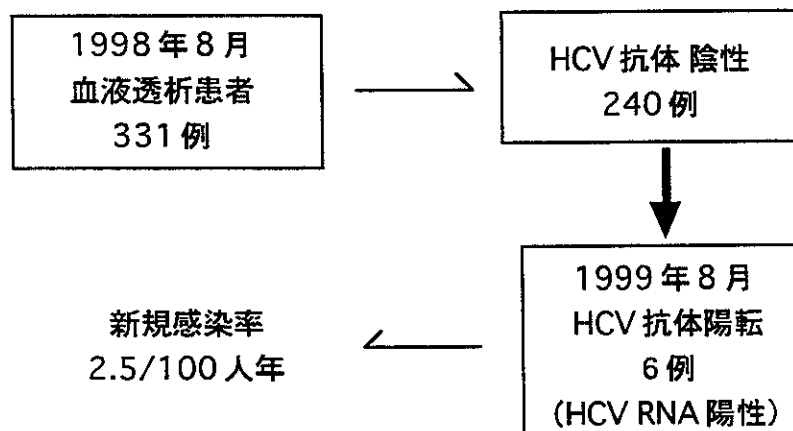 1998年8月
血液透析患者
331例
HCV抗体 陰性
240例
1999年8月
HCV抗体陽転
6例
(HCV RNA陽性)
新規感染率
2.5/100人年